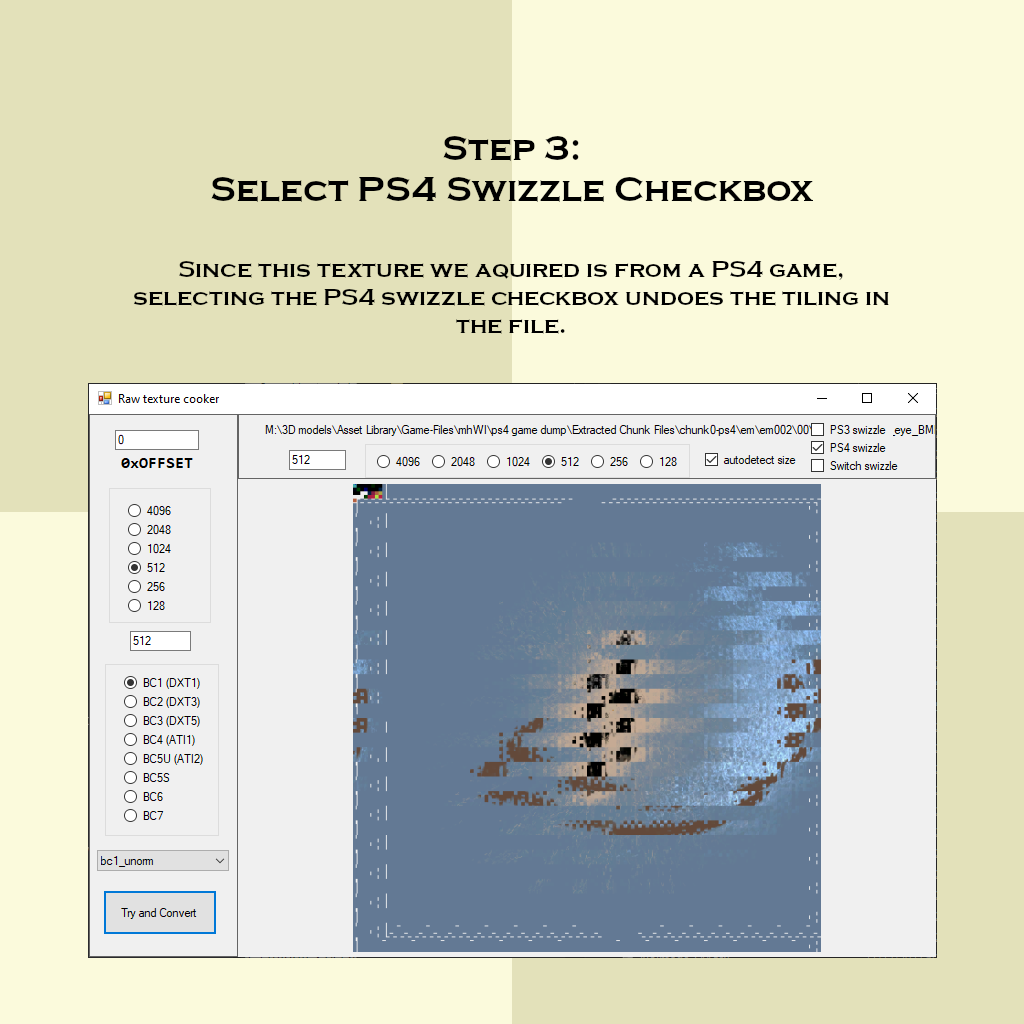 Step 3:
Select PS4 Swizzle Checkbox
Since this texture we aquired is from a PS4 game,
selecting the PS4 swizzle checkbox undoes the tiling in
the file.
Raw texture cooker
M:\3D models\Asset Library\Game-Files\mhWI\ps4 game dump\Extracted Chunk Files\chunk0-ps4\em\em002\00\
PS3 swizzle _eye_BM
PS4 swizzle
Switch swizzle
512
4096 2048 1024 512 256 128
autodetect size
0
0xOFFSET
4096
2048
1024
512
256
128
512
BC1 (DXT1)
BC2 (DXT3)
BC3 (DXT5)
BC4 (ATI1)
BC5U (ATI2)
BC5S
BC6
BC7
bc1_unorm
Try and Convert